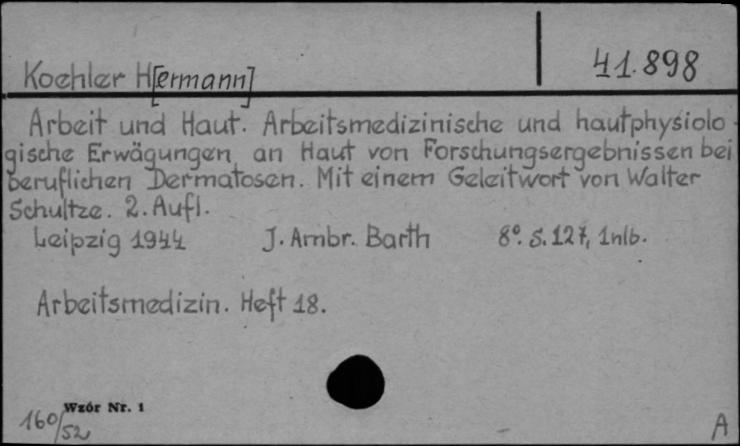 41.898
Koehler H[ermann]
Arbeit und Haut. Arbeitsmedizinische und hautphysiolo-
gische Erwägungen an Haut von Forschungsergebnissen bei
beruflichen Dermatosen. Mit einem Geleitwort von Walter
Schultze. 2. Aufl.
Leipzig 1944 J. Ambr. Barth 8°. S. 127, 1nlb.
Arbeitsmedizin. Heft 18.
Wzór Nr. 1
160/52
A